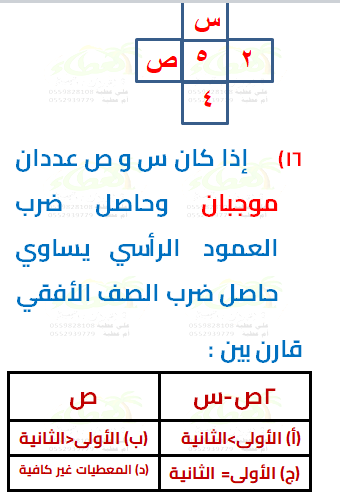 س
٢ ٥ ص
٤
١٦) إذا كان س و ص عددان
موجبان وحاصل ضرب
العمود الرأسي يساوي
حاصل ضرب الصف الأفقي
قارن بين :
٢ص-س ص
(أ) الأولى>الثانية (ب) الأولى<الثانية
(ج) الأولى= الثانية (د) المعطيات غير كافية